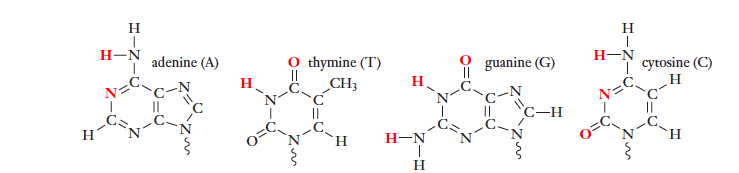 H
H–N adenine (A)
C
N C N
C
C C N
H N
O thymine (T)
H C CH3
N C
C C
O N H
O guanine (G)
H C
N C N
C–H
C C N
H–N N
H
H
H–N cytosine (C)
C H
N C
C C
O N H